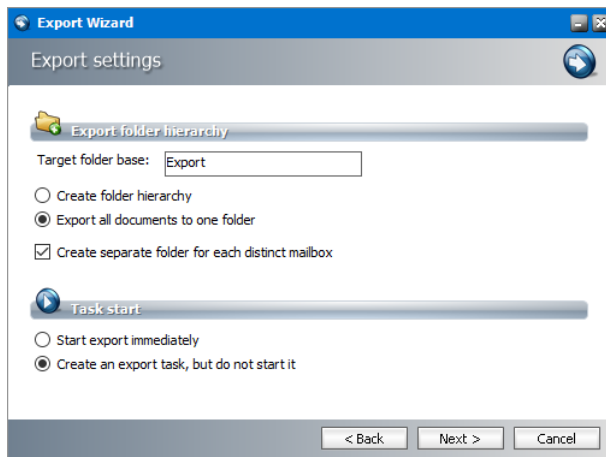 Export Wizard
Export settings
Export folder hierarchy
Target folder base: Export
Create folder hierarchy
Export all documents to one folder
Create separate folder for each distinct mailbox
Task start
Start export immediately
Create an export task, but do not start it
< Back Next > Cancel